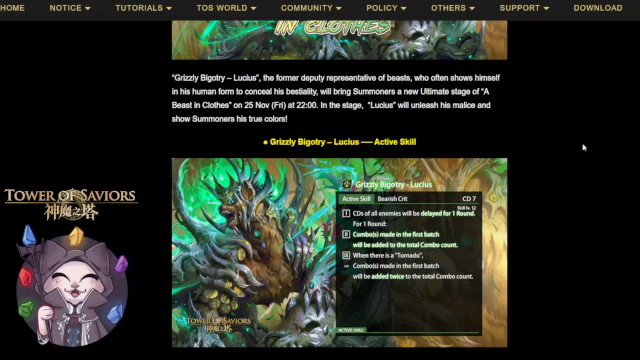 HOME NOTICE TUTORIALS TOS WORLD COMMUNITY POLICY OTHERS SUPPORT DOWNLOAD
IN CLOTHES
"Grizzly Bigotry – Lucius", the former deputy representative of beasts, who often shows himself
in his human form to conceal his bestiality, will bring Summoners a new Ultimate stage of "A
Beast in Clothes" on 25 Nov (Fri) at 22:00. In the stage, "Lucius" will unleash his malice and
show Summoners his true colors!
● Grizzly Bigotry – Lucius ── Active Skill
TOWER OF SAVIORS
神魔之塔
Grizzly Bigotry - Lucius
Active Skill Bearish Crit CD 7
Skill lv. 12
I CDs of all enemies will be delayed for 1 Round.
For 1 Round:
II Combo(s) made in the first batch
will be added to the total Combo count.
III When there is a "Tornado",
⇨ Combo(s) made in the first batch
will be added twice to the total Combo count.
TOWER OF SAVIORS
神魔之塔
ACTIVE SKILL